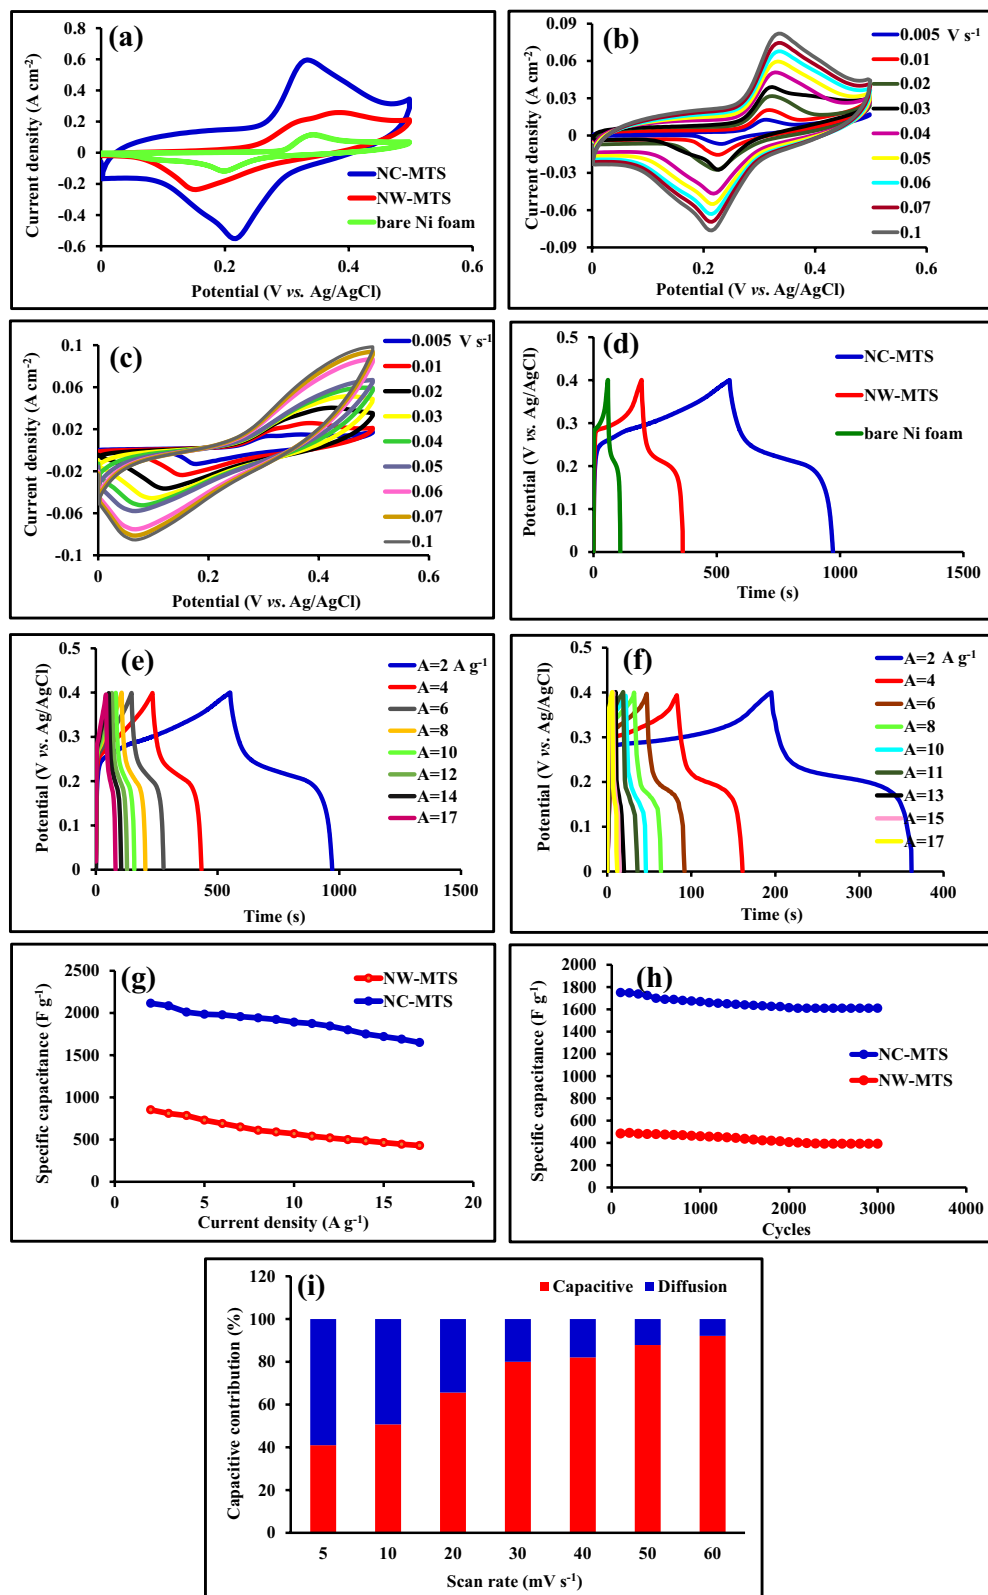 (a)
0.8
0.6
0.4
0.2
0
-0.2
-0.4
-0.6
0
0.2
0.4
0.6
Current density (A cm-2)
Potential (V vs. Ag/AgCl)
NC-MTS
NW-MTS
bare Ni foam
(b)
0.09
0.06
0.03
0
-0.03
-0.06
-0.09
0
0.2
0.4
0.6
Current density (A cm-2)
Potential (V vs. Ag/AgCl)
0.005 V s-1
0.01
0.02
0.03
0.04
0.05
0.06
0.07
0.1
(c)
0.1
0.06
0.02
-0.02
-0.06
-0.1
0
0.2
0.4
0.6
Current density (A cm-2)
Potential (V vs. Ag/AgCl)
0.005 V s-1
0.01
0.02
0.03
0.04
0.05
0.06
0.07
0.1
(d)
0.5
0.4
0.3
0.2
0.1
0
0
500
1000
1500
Potential (V vs. Ag/AgCl)
Time (s)
NC-MTS
NW-MTS
bare Ni foam
(e)
0.5
0.4
0.3
0.2
0.1
0
0
500
1000
1500
Potential (V vs. Ag/AgCl)
Time (s)
A=2 A g-1
A=4
A=6
A=8
A=10
A=12
A=14
A=17
(f)
0.5
0.4
0.3
0.2
0.1
0
0
100
200
300
400
Potential (V vs. Ag/AgCl)
Time (s)
A=2 A g-1
A=4
A=6
A=8
A=10
A=11
A=13
A=15
A=17
(g)
2500
2000
1500
1000
500
0
0
5
10
15
20
Specific capacitance (F g-1)
Current density (A g-1)
NW-MTS
NC-MTS
(h)
2000
1800
1600
1400
1200
1000
800
600
400
200
0
0
1000
2000
3000
4000
Specific capacitance (F g-1)
Cycles
NC-MTS
NW-MTS
(i)
120
100
80
60
40
20
0
5
10
20
30
40
50
60
Capacitive contribution (%)
Scan rate (mV s-1)
Capacitive
Diffusion